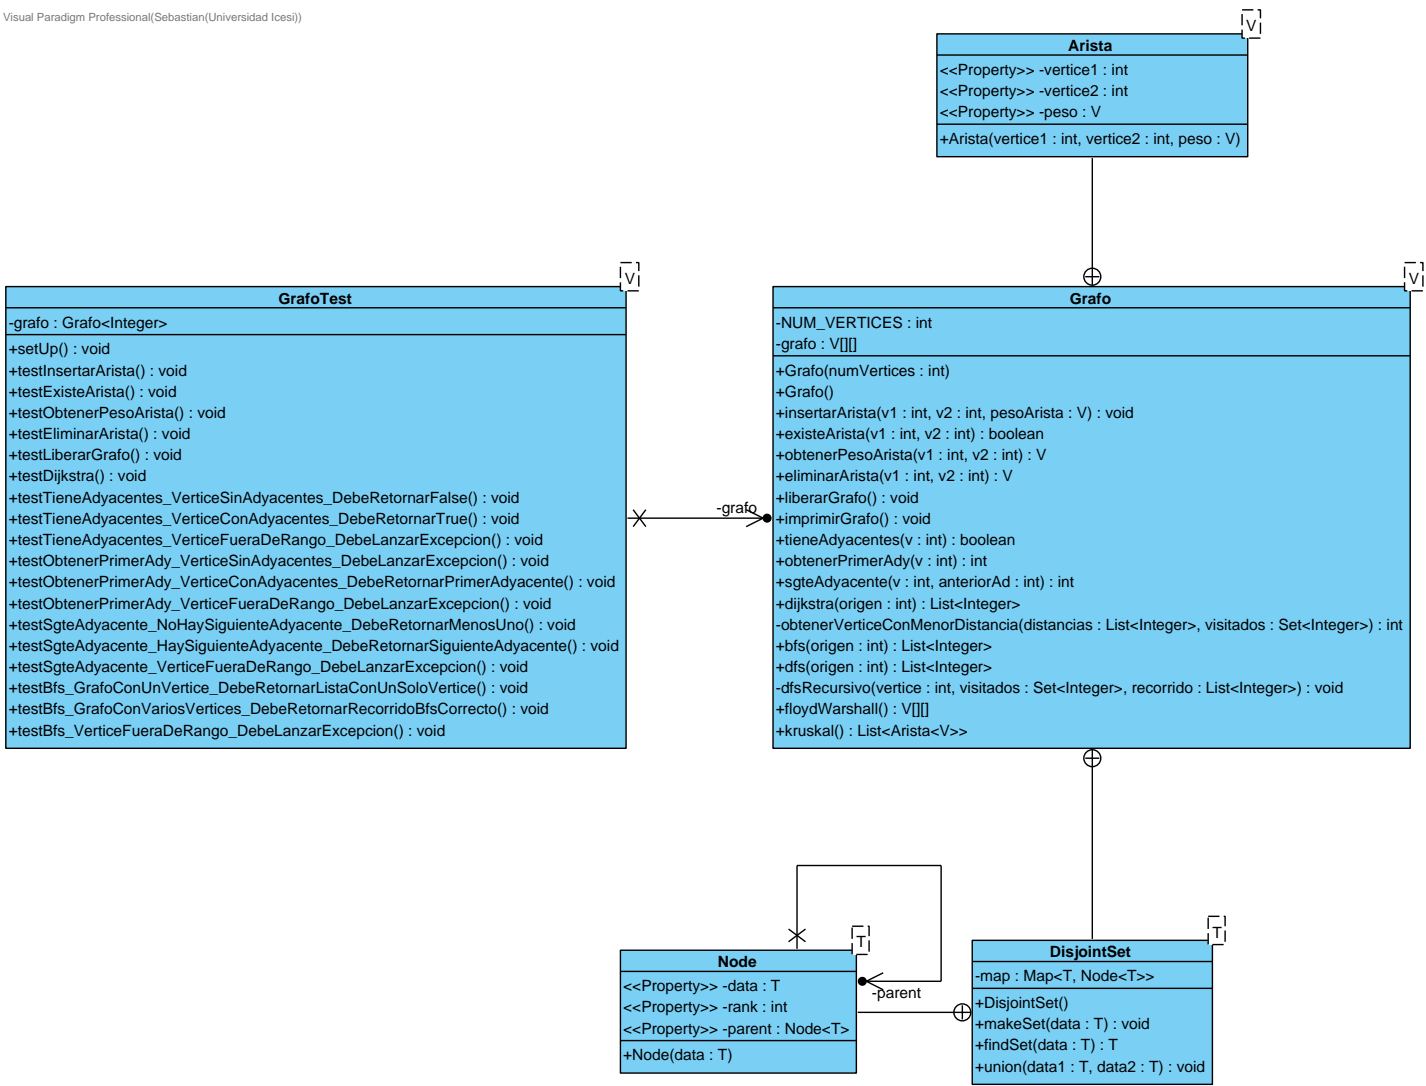 Visual Paradigm Professional(Sebastian(Universidad Icesi))
V
Arista
<<Property>> -vertice1 : int
<<Property>> -vertice2 : int
<<Property>> -peso : V
+Arista(vertice1 : int, vertice2 : int, peso : V)
V
GrafoTest
-grafo : Grafo<Integer>
+setUp() : void
+testInsertarArista() : void
+testExisteArista() : void
+testObtenerPesoArista() : void
+testEliminarArista() : void
+testLiberarGrafo() : void
+testDijkstra() : void
+testTieneAdyacentes_VerticeSinAdyacentes_DebeRetornarFalse() : void
+testTieneAdyacentes_VerticeConAdyacentes_DebeRetornarTrue() : void
+testTieneAdyacentes_VerticeFueraDeRango_DebeLanzarExcepcion() : void
+testObtenerPrimerAdy_VerticeSinAdyacentes_DebeLanzarExcepcion() : void
+testObtenerPrimerAdy_VerticeConAdyacentes_DebeRetornarPrimerAdyacente() : void
+testObtenerPrimerAdy_VerticeFueraDeRango_DebeLanzarExcepcion() : void
+testSgteAdyacente_NoHaySiguienteAdyacente_DebeRetornarMenosUno() : void
+testSgteAdyacente_HaySiguienteAdyacente_DebeRetornarSiguienteAdyacente() : void
+testSgteAdyacente_VerticeFueraDeRango_DebeLanzarExcepcion() : void
+testBfs_GrafoConUnVertice_DebeRetornarListaConUnSoloVertice() : void
+testBfs_GrafoConVariosVertices_DebeRetornarRecorridoBfsCorrecto() : void
+testBfs_VerticeFueraDeRango_DebeLanzarExcepcion() : void
-grafo
V
Grafo
-NUM_VERTICES : int
-grafo : V[][]
+Grafo(numVertices : int)
+Grafo()
+insertarArista(v1 : int, v2 : int, pesoArista : V) : void
+existeArista(v1 : int, v2 : int) : boolean
+obtenerPesoArista(v1 : int, v2 : int) : V
+eliminarArista(v1 : int, v2 : int) : V
+liberarGrafo() : void
+imprimirGrafo() : void
+tieneAdyacentes(v : int) : boolean
+obtenerPrimerAdy(v : int) : int
+sgteAdyacente(v : int, anteriorAd : int) : int
+dijkstra(origen : int) : List<Integer>
-obtenerVerticeConMenorDistancia(distancias : List<Integer>, visitados : Set<Integer>) : int
+bfs(origen : int) : List<Integer>
+dfs(origen : int) : List<Integer>
-dfsRecursivo(vertice : int, visitados : Set<Integer>, recorrido : List<Integer>) : void
+floydWarshall() : V[][]
+kruskal() : List<Arista<V>>
T
Node
<<Property>> -data : T
<<Property>> -rank : int
<<Property>> -parent : Node<T>
+Node(data : T)
-parent
T
DisjointSet
-map : Map<T, Node<T>>
+DisjointSet()
+makeSet(data : T) : void
+findSet(data : T) : T
+union(data1 : T, data2 : T) : void